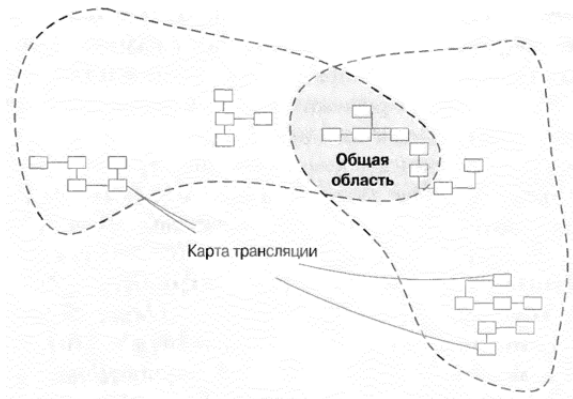 Общая
область
Карта трансляции